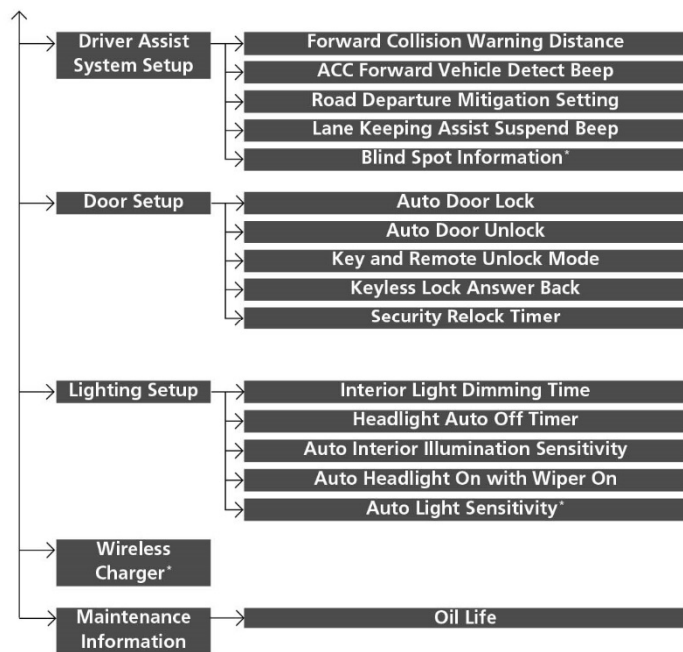 Driver Assist
System Setup
Forward Collision Warning Distance
ACC Forward Vehicle Detect Beep
Road Departure Mitigation Setting
Lane Keeping Assist Suspend Beep
Blind Spot Information*
Door Setup
Auto Door Lock
Auto Door Unlock
Key and Remote Unlock Mode
Keyless Lock Answer Back
Security Relock Timer
Lighting Setup
Interior Light Dimming Time
Headlight Auto Off Timer
Auto Interior Illumination Sensitivity
Auto Headlight On with Wiper On
Auto Light Sensitivity*
Wireless
Charger*
Maintenance
Information
Oil Life